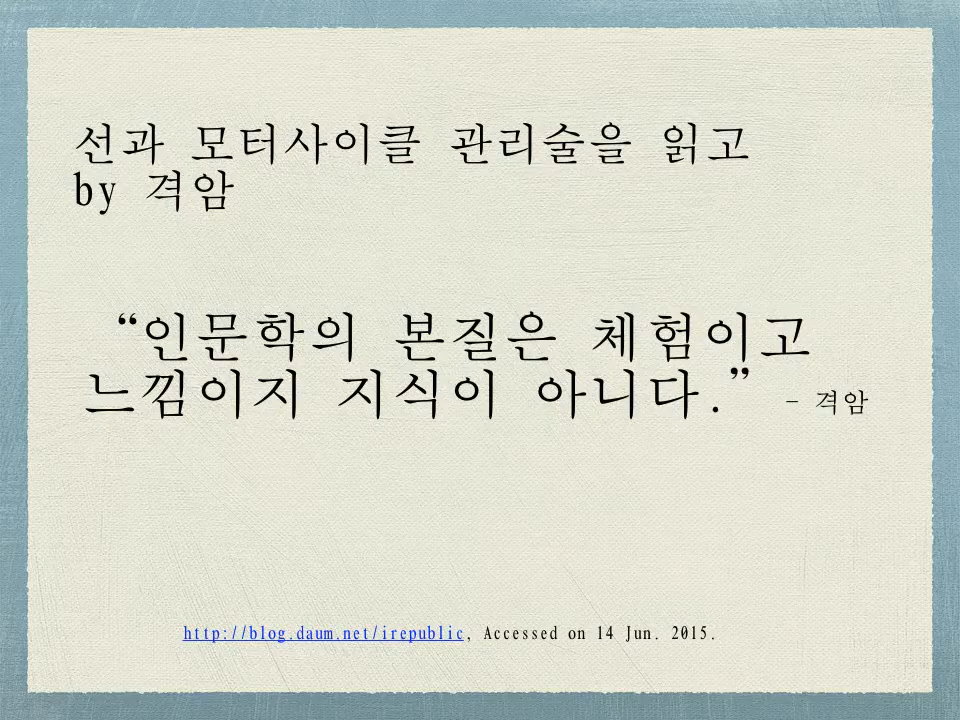 선과 모터사이클 관리술을 읽고
by 격암
“인문학의 본질은 체험이고
느낌이지 지식이 아니다.” - 격암
http://blog.daum.net/irepublic, Accessed on 14 Jun. 2015.